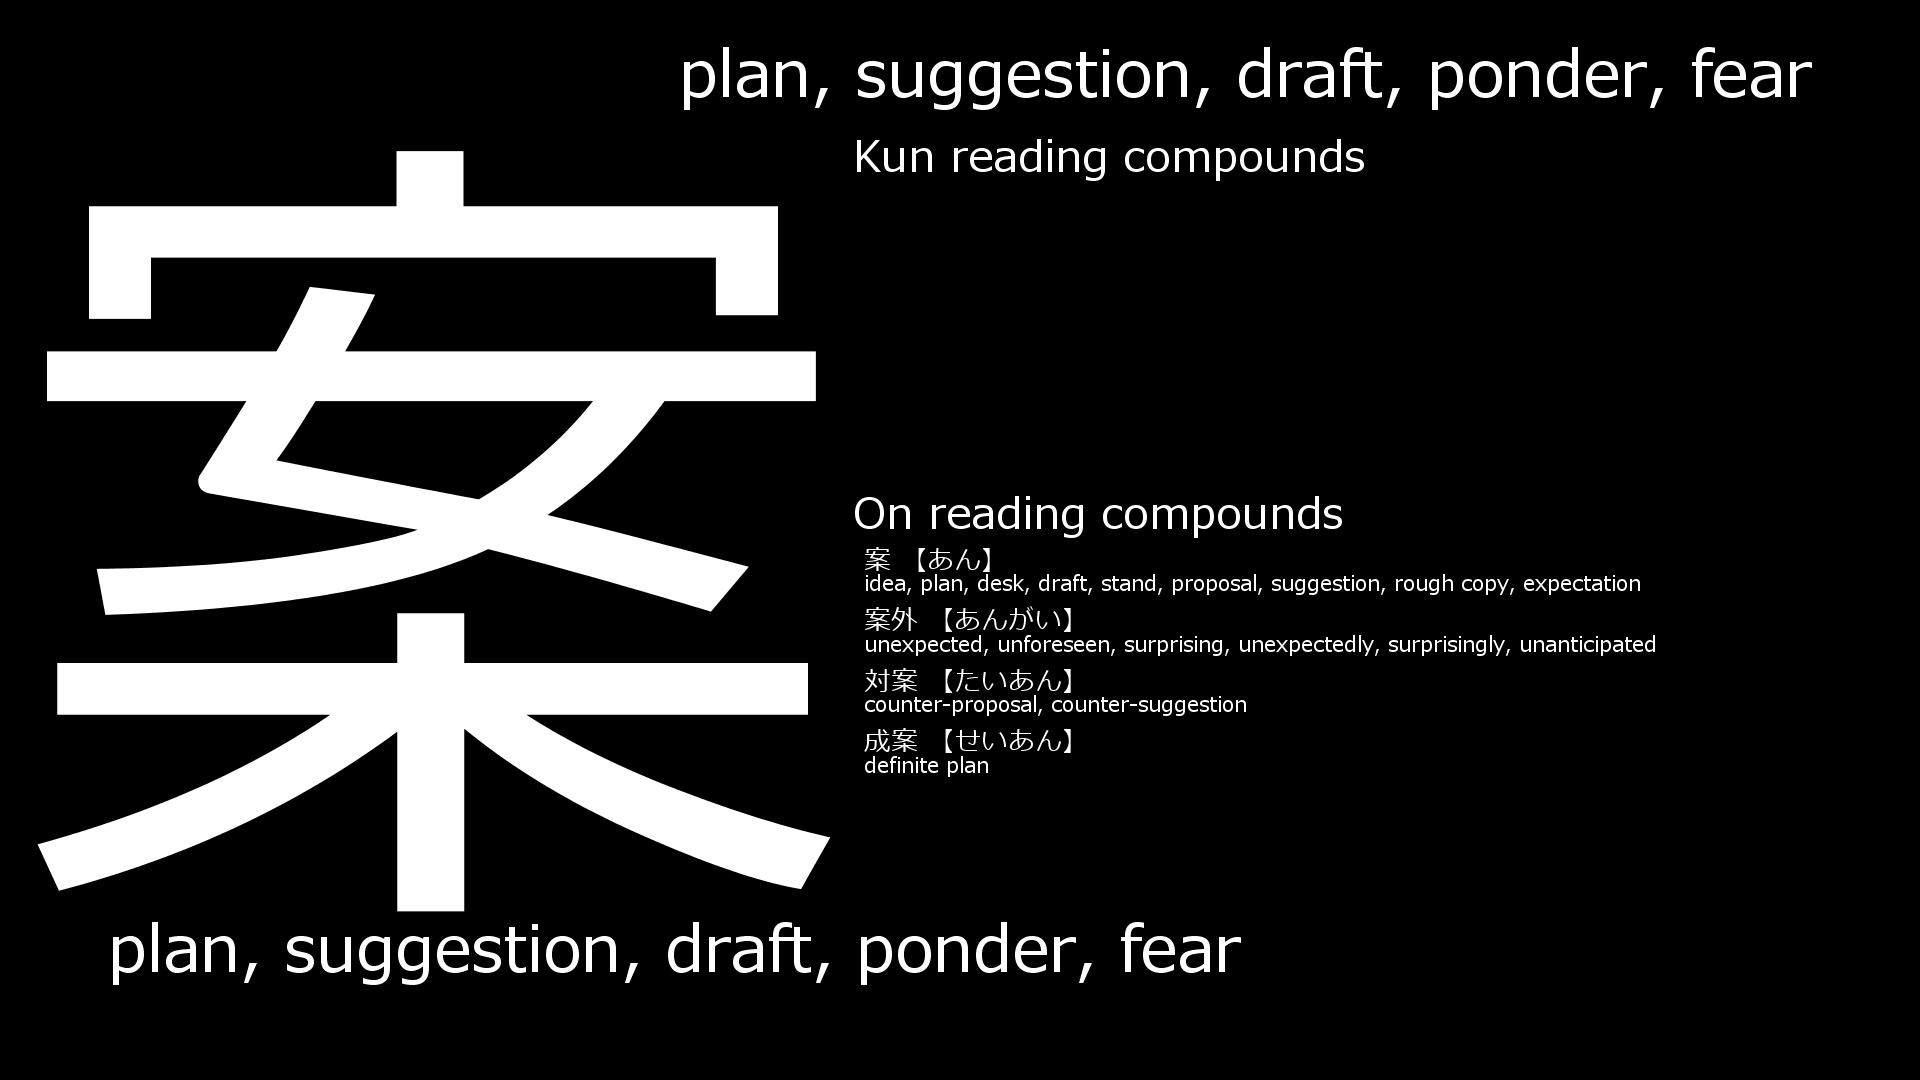 plan, suggestion, draft, ponder, fear
Kun reading compounds
案
On reading compounds
案 【あん】
idea, plan, desk, draft, stand, proposal, suggestion, rough copy, expectation
案外 【あんがい】
unexpected, unforeseen, surprising, unexpectedly, surprisingly, unanticipated
対案 【たいあん】
counter-proposal, counter-suggestion
成案 【せいあん】
definite plan
plan, suggestion, draft, ponder, fear